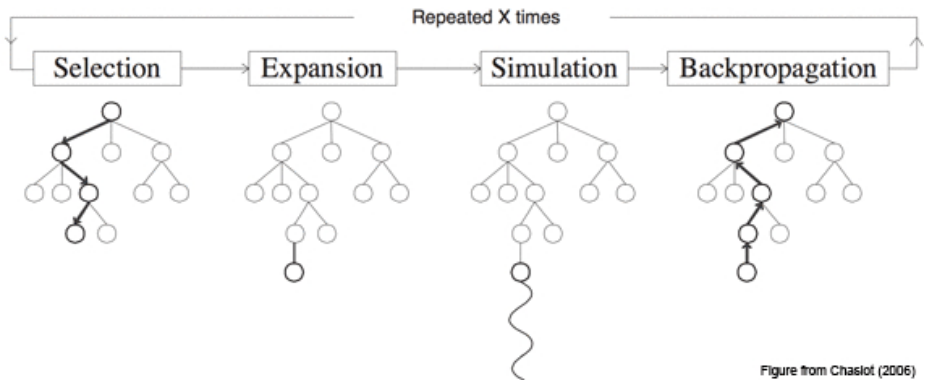 Repeated X times
Selection
Expansion
Simulation
Backpropagation
Figure from Chaslot (2006)